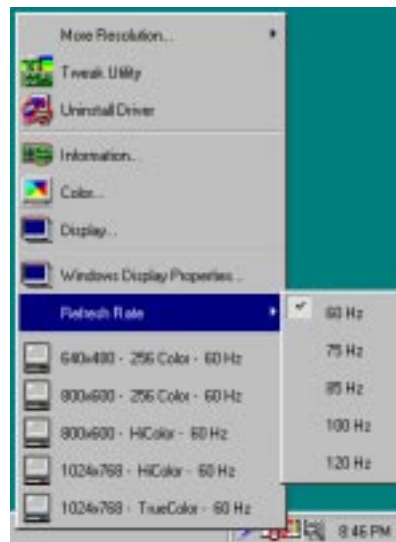 More Resolution...
Tweak Utility
Uninstall Driver
Information...
Color...
Display...
Windows Display Properties...
Refresh Rate
640x480 - 256 Color - 60 Hz
800x600 - 256 Color - 60 Hz
800x600 - HiColor - 60 Hz
1024x768 - HiColor - 60 Hz
1024x768 - TrueColor - 60 Hz
60 Hz
75 Hz
85 Hz
100 Hz
120 Hz
8:46 PM